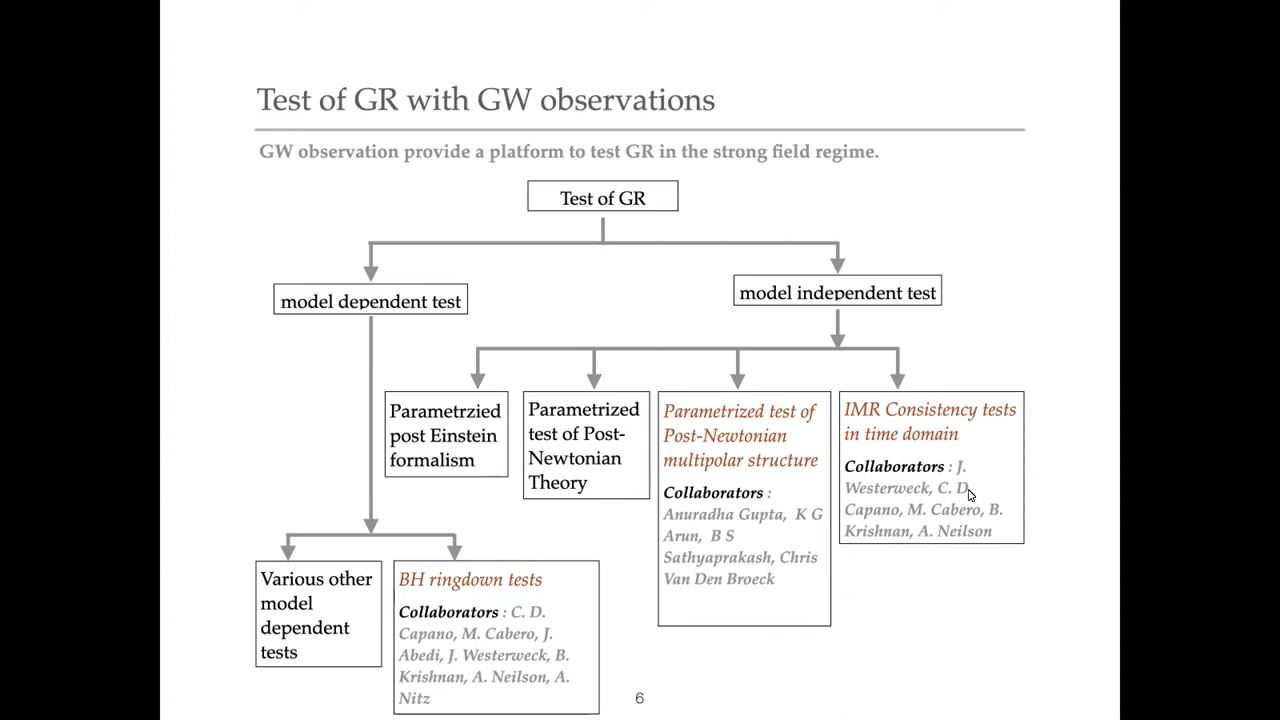 Test of GR with GW observations
GW observation provide a platform to test GR in the strong field regime.
Test of GR
model dependent test
model independent test
Parametrzied
post Einstein
formalism
Parametrized
test of Post-
Newtonian
Theory
Parametrized test of
Post-Newtonian
multipolar structure
Collaborators :
Anuradha Gupta, K G
Arun, B S
Sathyaprakash, Chris
Van Den Broeck
IMR Consistency tests
in time domain
Collaborators : J.
Westerweck, C. D.
Capano, M. Cabero, B.
Krishnan, A. Neilson
Various other
model
dependent
tests
BH ringdown tests
Collaborators : C. D.
Capano, M. Cabero, J.
Abedi, J. Westerweck, B.
Krishnan, A. Neilson, A.
Nitz
6